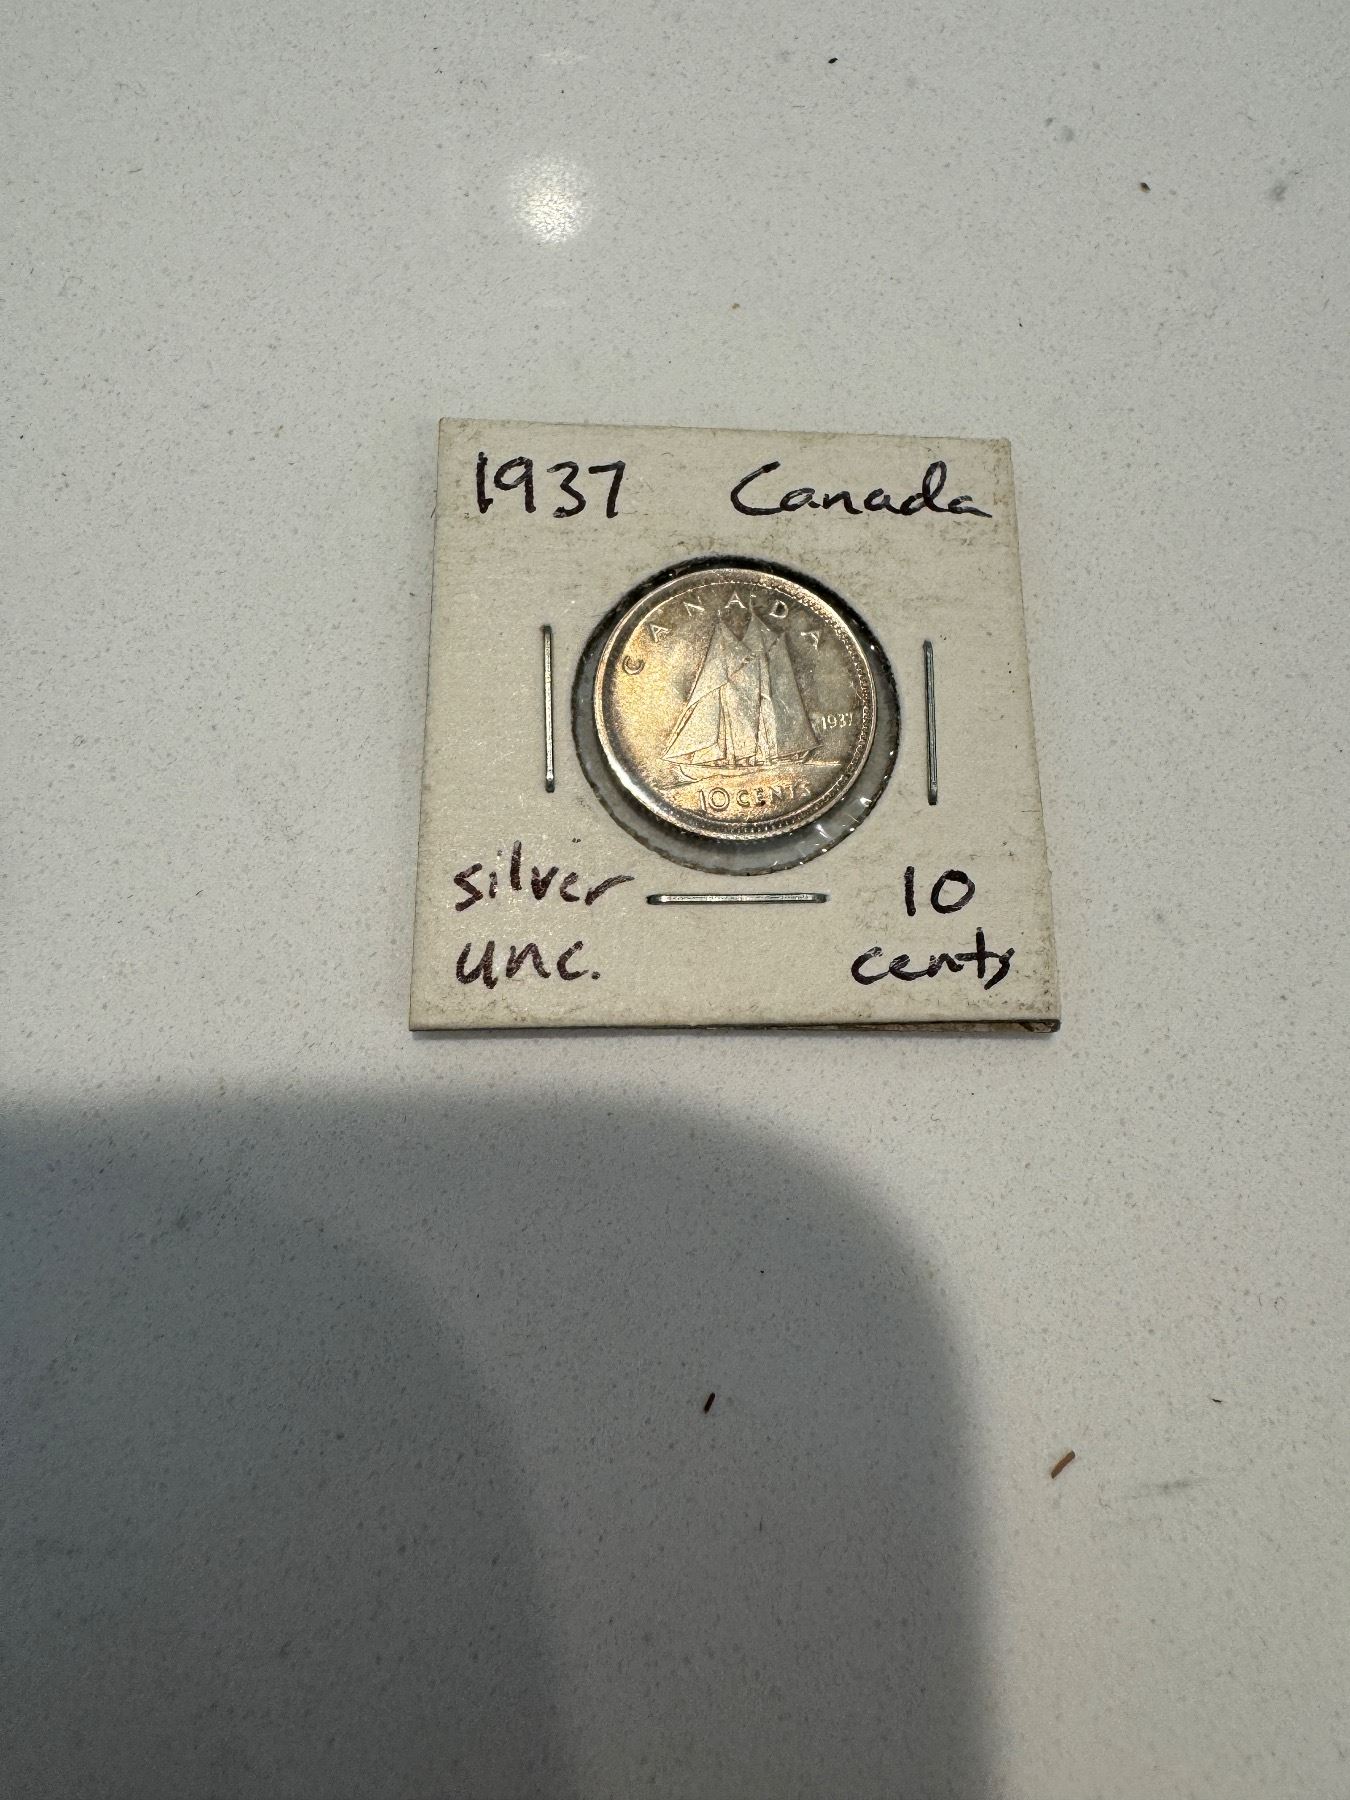 1937 Canada
CANADA
1937
10 CENTS
silver 10
unc. cents